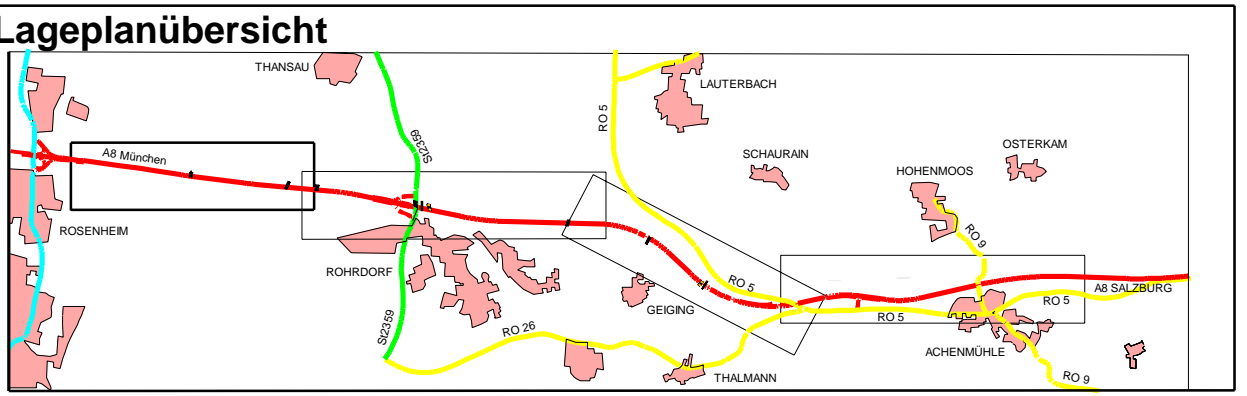 Lageplanübersicht
THANSAU
LAUTERBACH
RO 5
St2359
A8 München
SCHAURAIN
OSTERKAM
HOHENMOOS
ROSENHEIM
RO 9
ROHRDORF
RO 5
A8 SALZBURG
GEIGING
RO 5
RO 5
St2359
RO 26
ACHENMÜHLE
THALMANN
RO 9